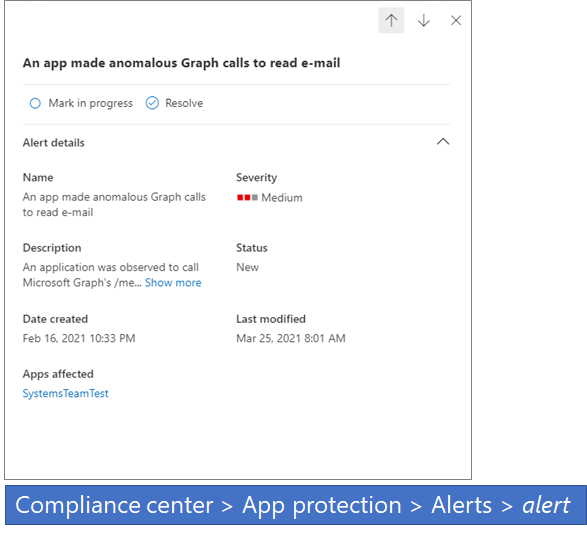 An app made anomalous Graph calls to read e-mail
Mark in progress Resolve
Alert details
Name Severity
An app made anomalous Graph calls
to read e-mail
Medium
Description Status
An application was observed to call
Microsoft Graph's /me... Show more
New
Date created Last modified
Feb 16, 2021 10:33 PM Mar 25, 2021 8:01 AM
Apps affected
SystemsTeamTest
Compliance center > App protection > Alerts > alert